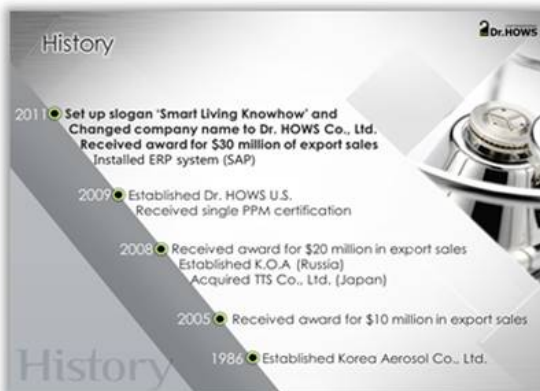 History
Dr.HOWS
2011 Set up slogan 'Smart Living Knowhow' and
Changed company name to Dr. HOWS Co., Ltd.
Received award for $30 million of export sales
Installed ERP system (SAP)
2009 Established Dr. HOWS U.S.
Received single PPM certification
2008 Received award for $20 million in export sales
Established K.O.A (Russia)
Acquired TTS Co., Ltd. (Japan)
2005 Received award for $10 million in export sales
1986 Established Korea Aerosol Co., Ltd.
History